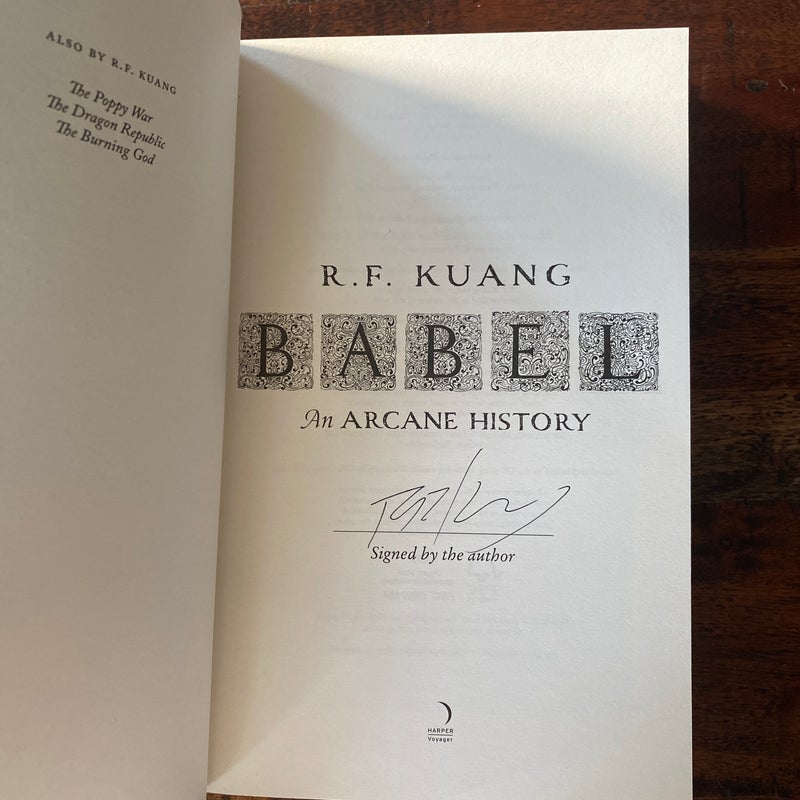 ALSO BY R.F. KUANG
The Poppy War
The Dragon Republic
The Burning God
R.F. KUANG
BABEL
An ARCANE HISTORY
Signed by the author
HARPER
Voyager